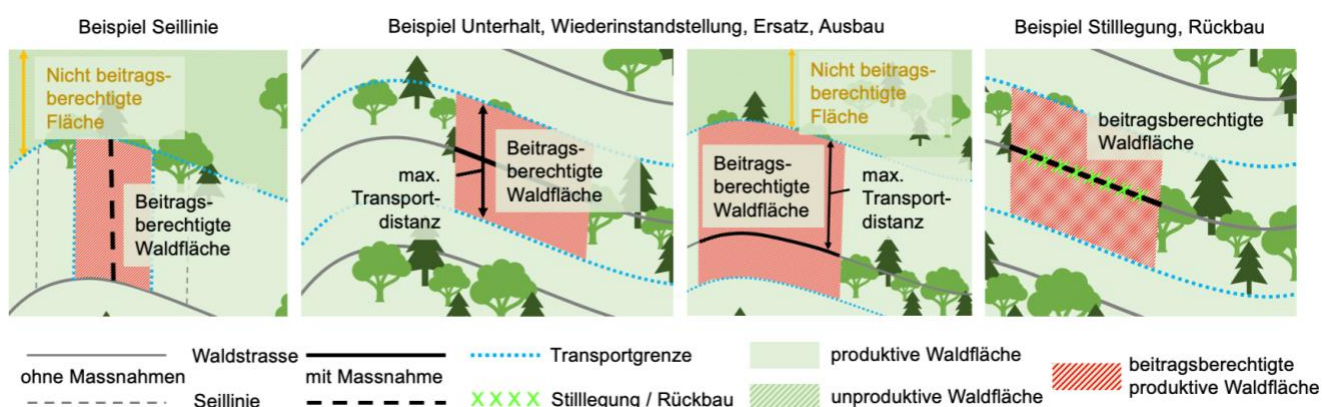 Beispiel Seillinie
Beispiel Unterhalt, Wiederinstandstellung, Ersatz, Ausbau
Beispiel Stilllegung, Rückbau
Nicht beitrags-
berechtigte
Fläche
Beitrags-
berechtigte
Waldfläche
max.
Transport-
distanz
Beitrags-
berechtigte
Waldfläche
Nicht beitrags-
berechtigte
Fläche
Beitrags-
berechtigte
Waldfläche
max.
Transport-
distanz
beitragsberechtigte
Waldfläche
Waldstrasse
ohne Massnahmen
Seillinie
mit Massnahme
Transportgrenze
Stilllegung / Rückbau
produktive Waldfläche
unproduktive Waldfläche
beitragsberechtigte
produktive Waldfläche